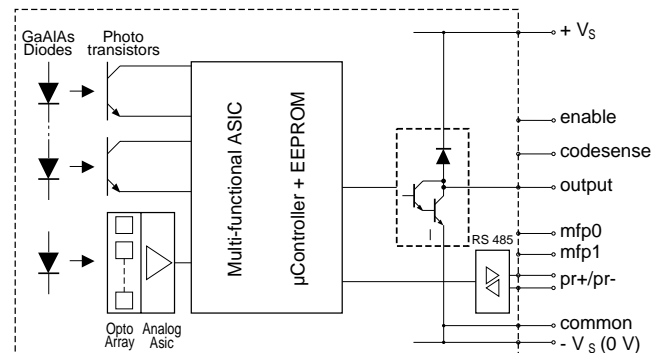 GaAlAs
Diodes
Photo
transistors
Multi-functional ASIC
µController + EEPROM
Opto
Array
Analog
Asic
RS 485
+ VS
enable
codesense
output
mfp0
mfp1
pr+/pr-
common
- VS (0 V)